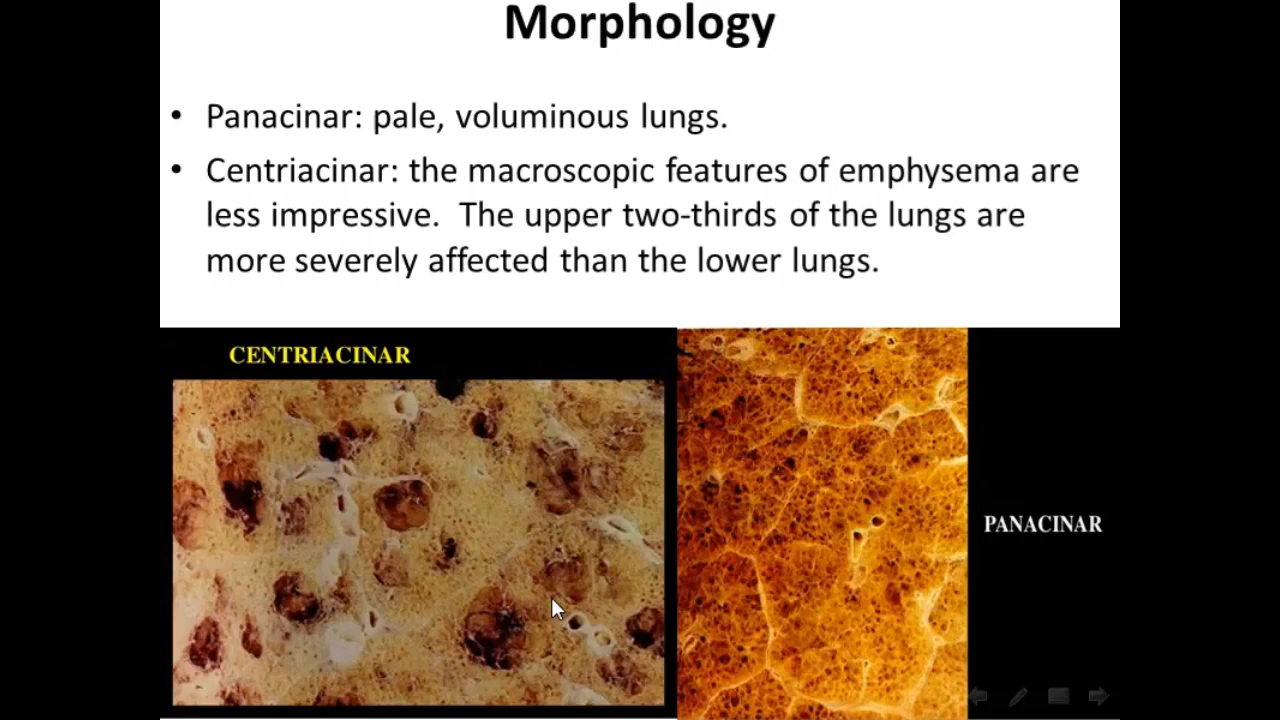 Morphology
• Panacinar: pale, voluminous lungs.
• Centriacinar: the macroscopic features of emphysema are
less impressive.  The upper two-thirds of the lungs are
more severely affected than the lower lungs.
CENTRIACINAR
PANACINAR